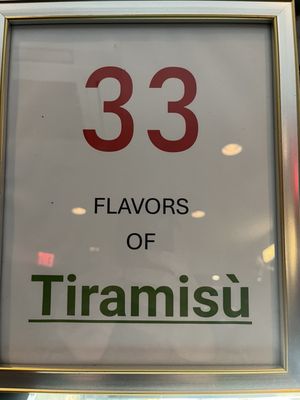 33
FLAVORS
OF
Tiramisù